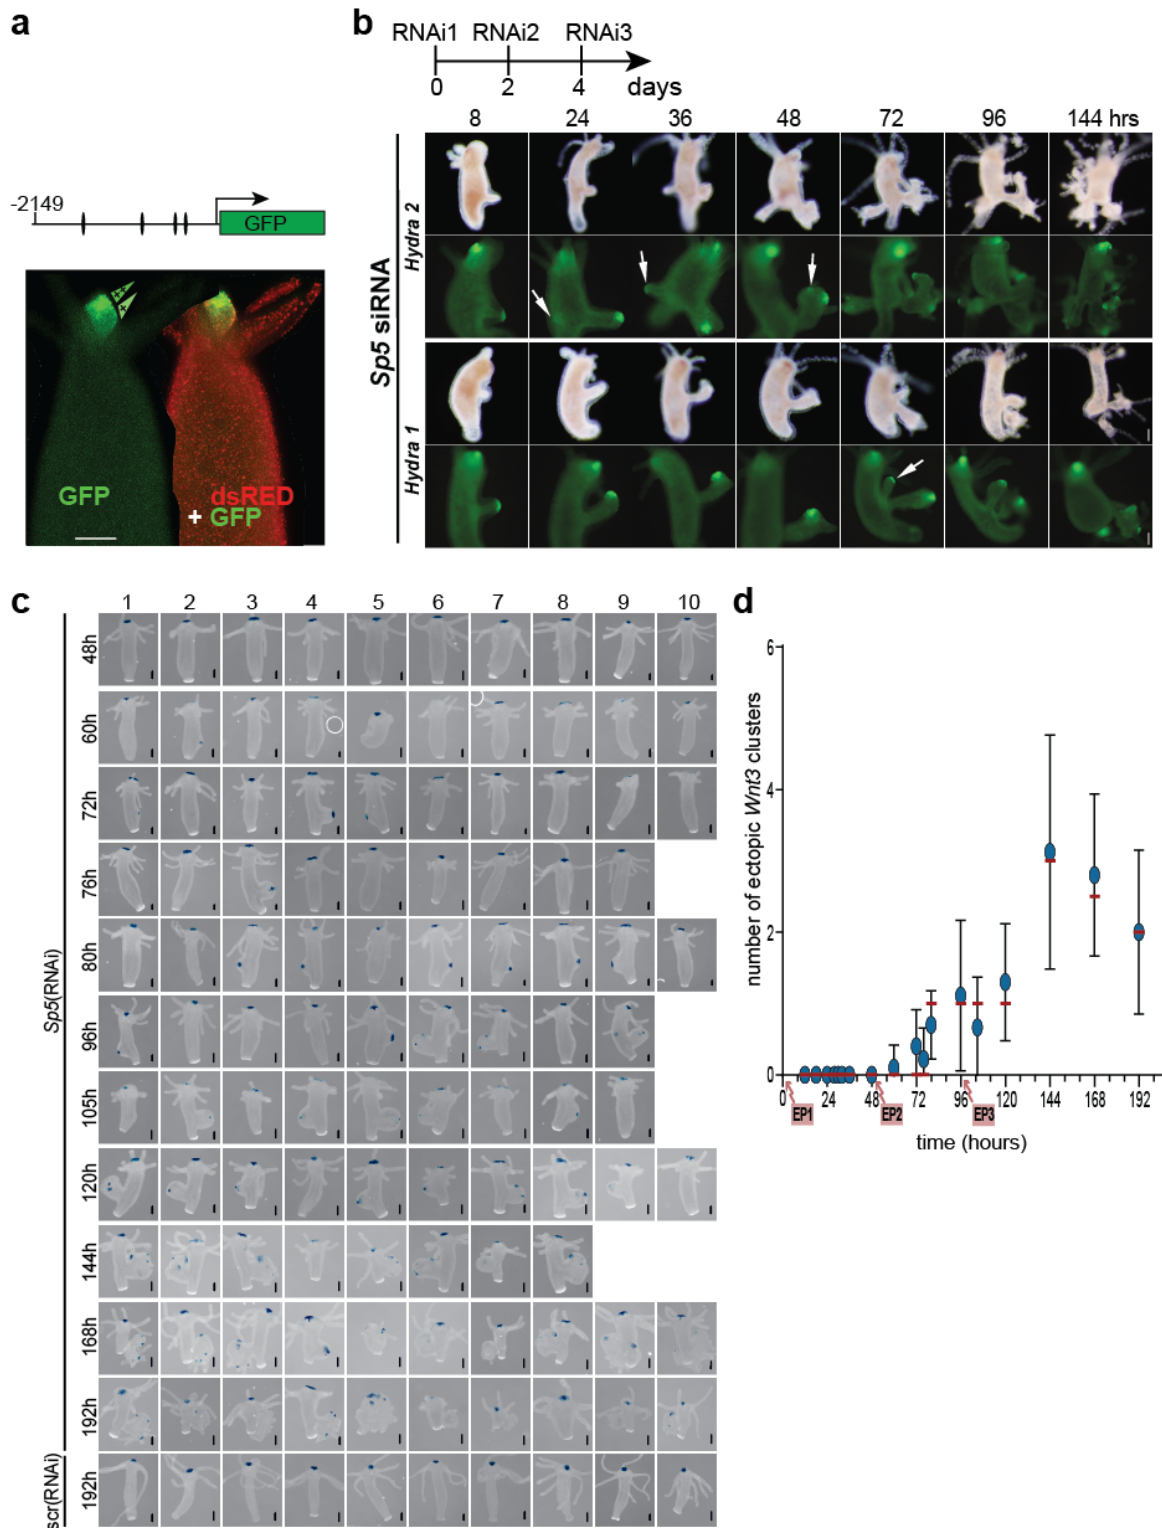 a
-2149
GFP
GFP
dsRED
+ GFP
b
RNAi1 RNAi2 RNAi3
0 2 4 days
8 24 36 48 72 96 144 hrs
Sp5 siRNA
Hydra 2
Hydra 1
c
1 2 3 4 5 6 7 8 9 10
Sp5(RNAi)
48h
60h
72h
76h
80h
96h
105h
120h
144h
168h
192h
scr(RNAi)
192h
d
number of ectopic Wnt3 clusters
6
4
2
0
0 24 48 72 96 120 144 168 192
EP1 EP2 EP3
time (hours)